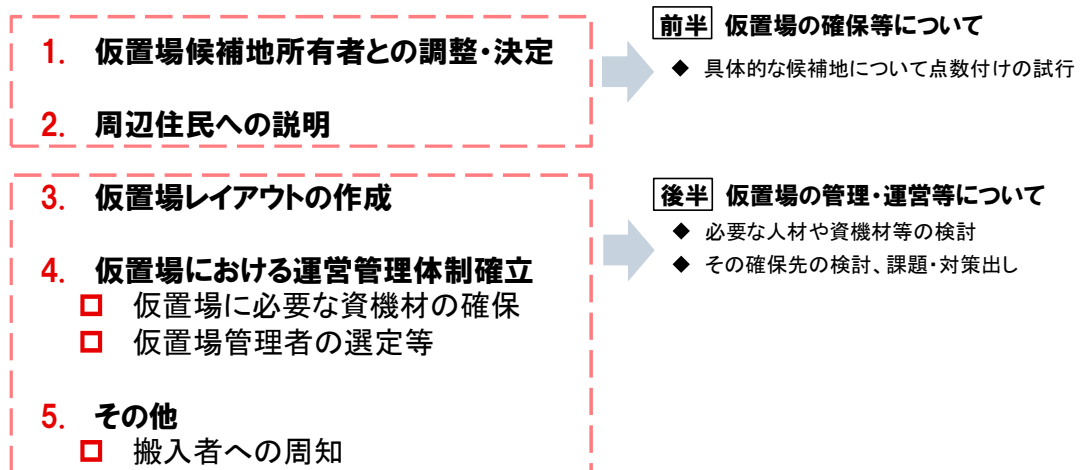 1. 仮置場候補地所有者との調整・決定
2. 周辺住民への説明
前半 仮置場の確保等について
◆ 具体的な候補地について点数付けの試行
3. 仮置場レイアウトの作成
4. 仮置場における運営管理体制確立
仮置場に必要な資機材の確保
仮置場管理者の選定等
5. その他
搬入者への周知
後半 仮置場の管理・運営等について
◆ 必要な人材や資機材等の検討
◆ その確保先の検討、課題・対策出し